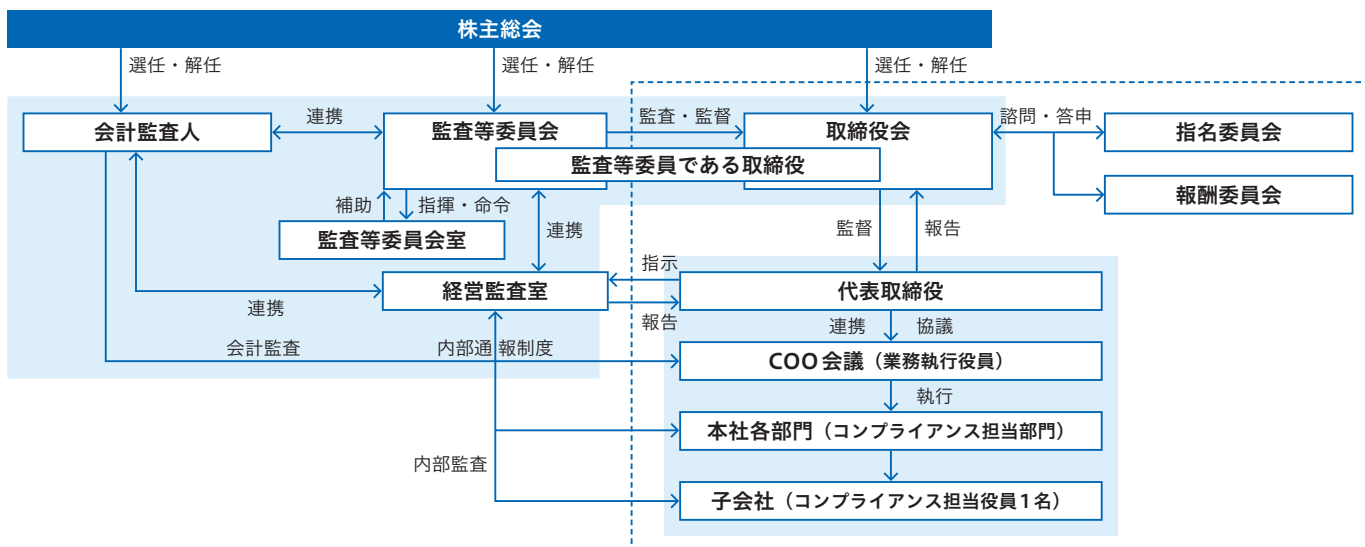 株主総会
選任・解任
選任・解任
選任・解任
会計監査人
連携
監査等委員会
監査・監督
取締役会
諮問・答申
指名委員会
監査等委員である取締役
報酬委員会
補助
指揮・命令
連携
監督
報告
監査等委員会室
指示
経営監査室
代表取締役
連携
報告
連携
協議
会計監査
内部通報制度
COO会議（業務執行役員）
執行
本社各部門（コンプライアンス担当部門）
内部監査
子会社（コンプライアンス担当役員1名）